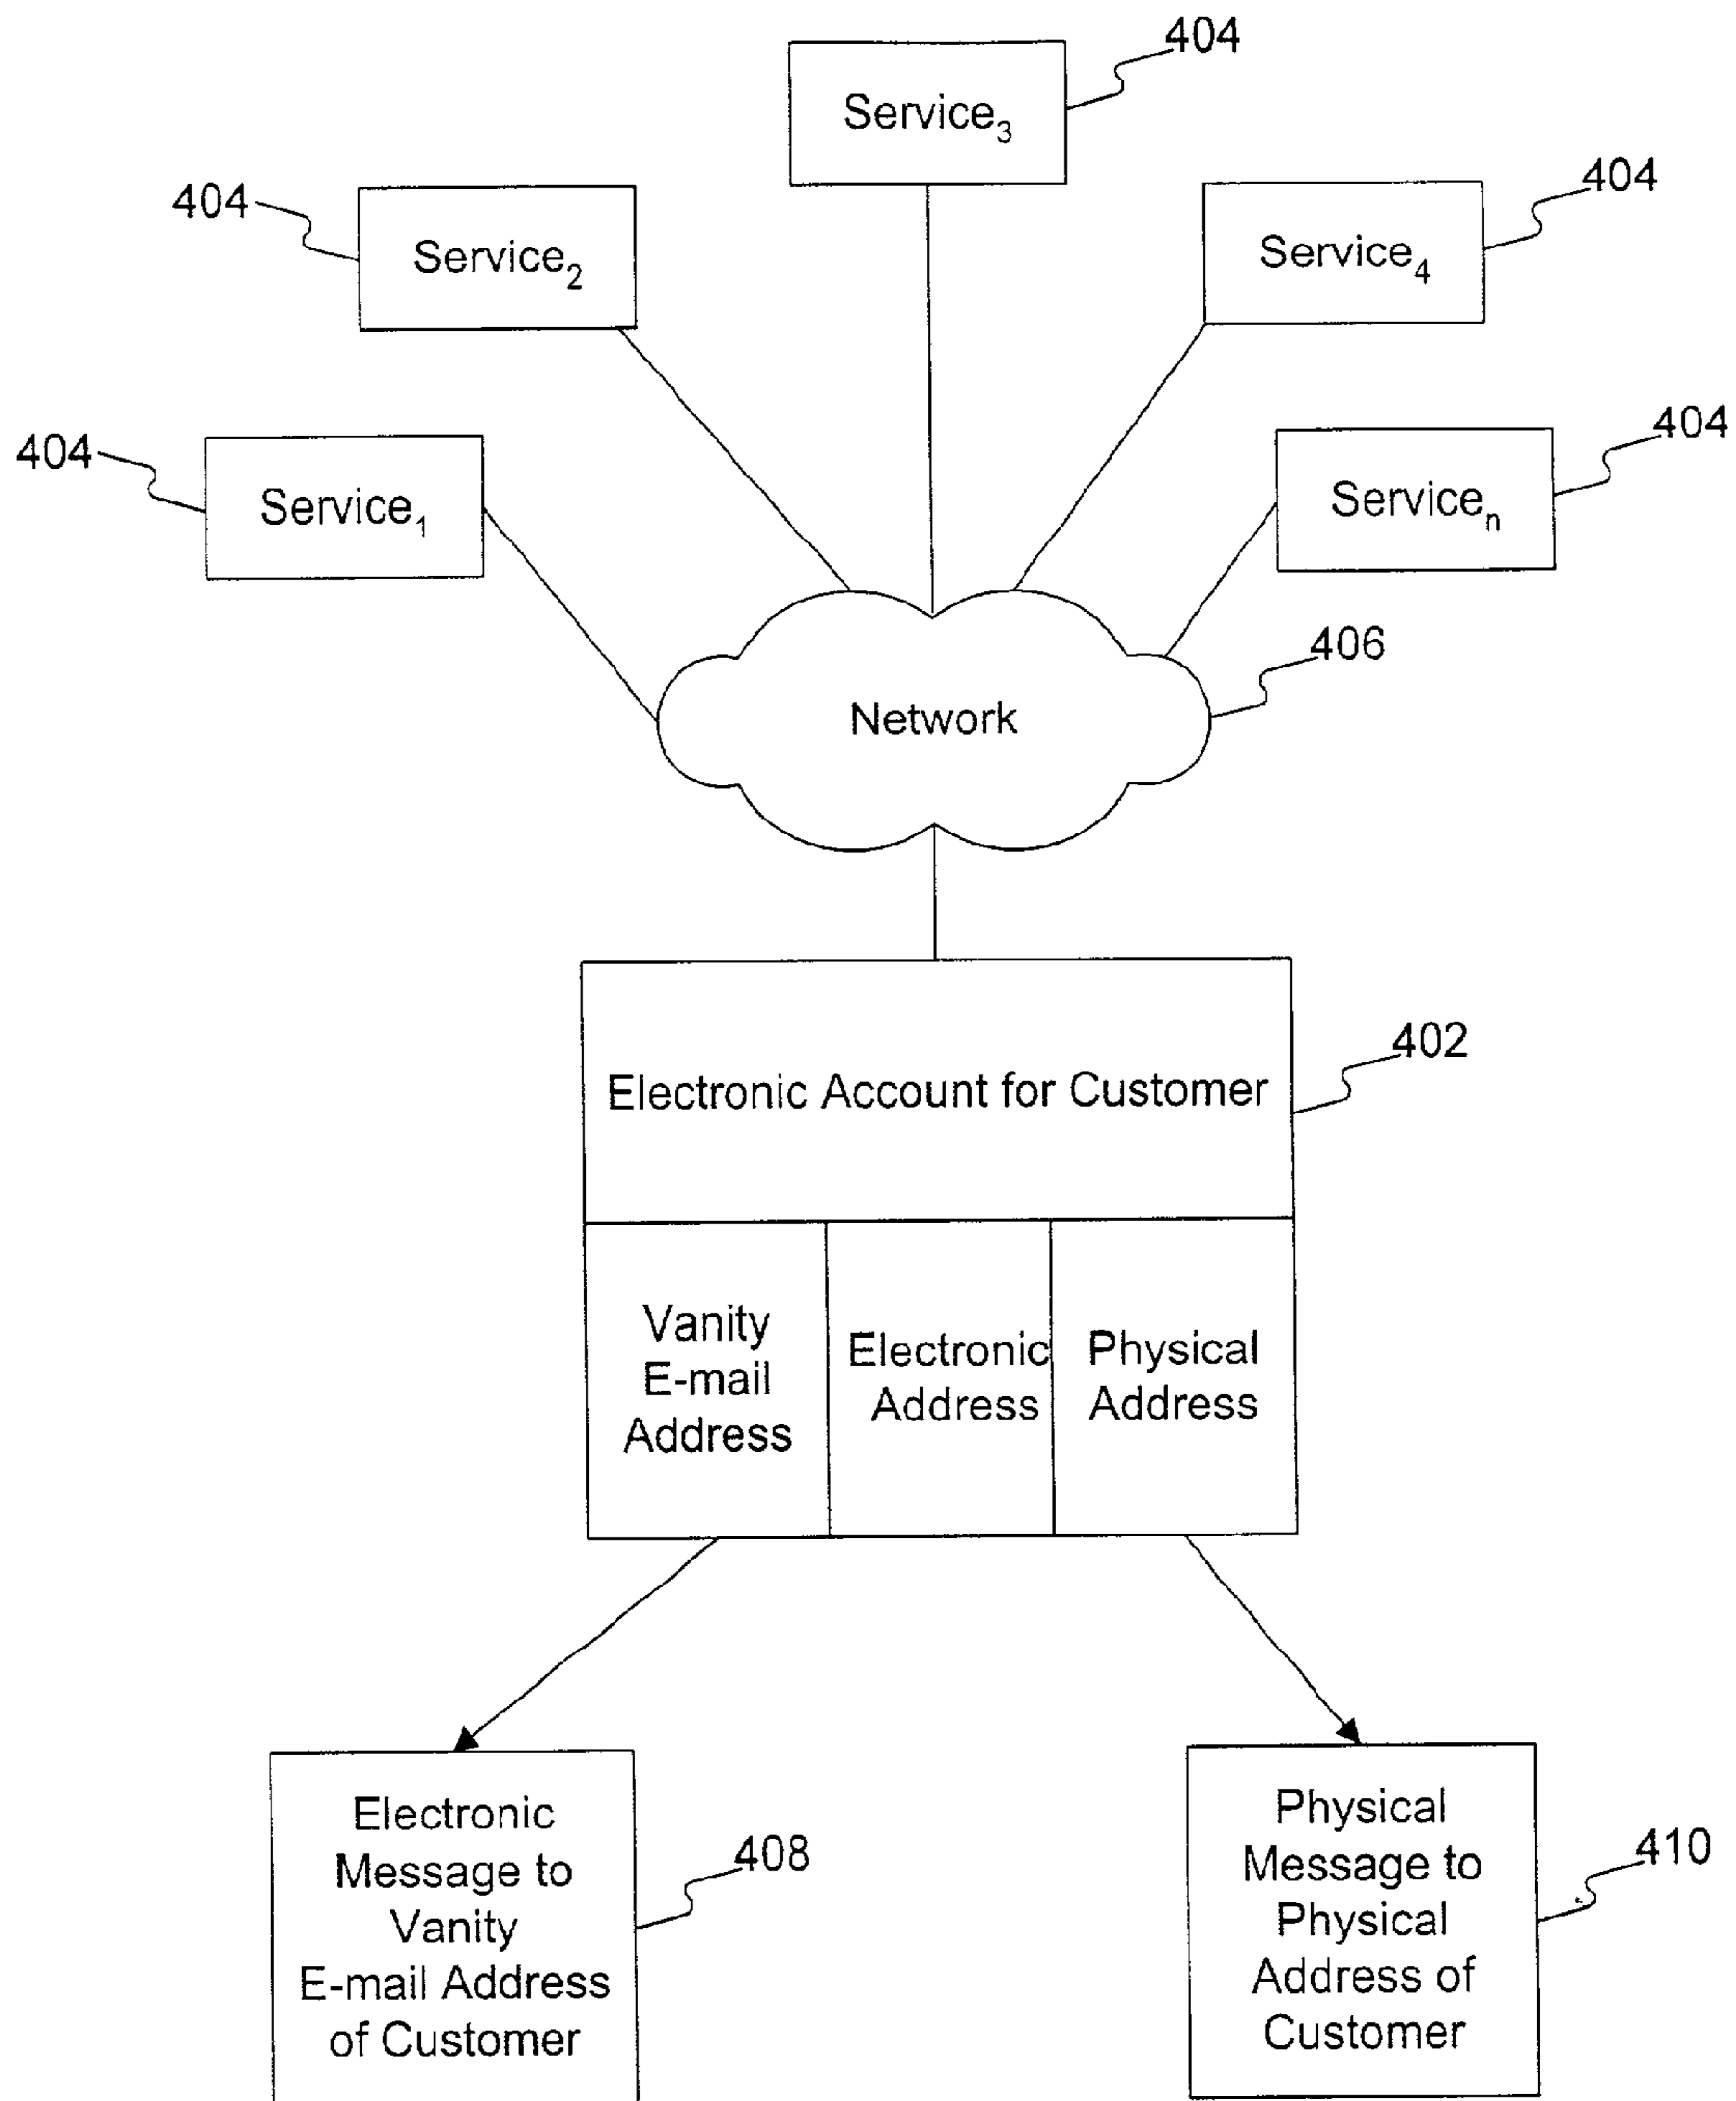 404
Service3
404
Service2
404
Service4
404
Service1
404
Servicen
406
Network
402
Electronic Account for Customer
Vanity
E-mail
Address
Electronic
Address
Physical
Address
Electronic
Message to
Vanity
E-mail Address
of Customer
408
Physical
Message to
Physical
Address of
Customer
410